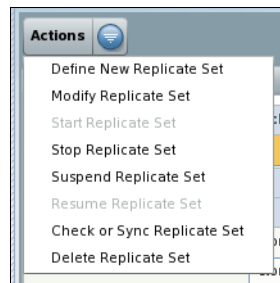 Actions
Define New Replicate Set
Modify Replicate Set
Start Replicate Set
Stop Replicate Set
Suspend Replicate Set
Resume Replicate Set
Check or Sync Replicate Set
Delete Replicate Set